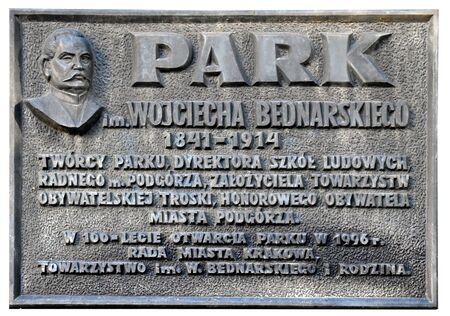 PARK
im. WOJCIECHA BEDNARSKIEGO
1841-1914
TWÓRCY PARKU, DYREKTORA SZKÓŁ LUDOWYCH,
RADNEGO m. PODGÓRZA, ZAŁOŻYCIELA TOWARZYSTW
OBYWATELSKIEJ TROSKI, HONOROWEGO OBYWATELA
MIASTA PODGÓRZA.
W 100-LECIE OTWARCIA PARKU W 1996 r.
RADA MIASTA KRAKOWA.
TOWARZYSTWO im. W. BEDNARSKIEGO i RODZINA.